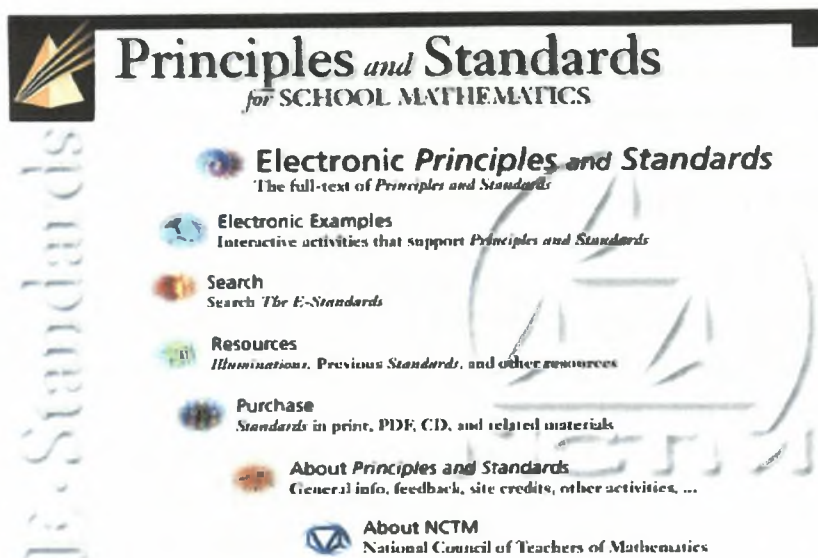 Principles and Standards
for SCHOOL MATHEMATICS
E-Standards
Electronic Principles and Standards
The full-text of Principles and Standards
Electronic Examples
Interactive activities that support Principles and Standards
Search
Search The E-Standards
Resources
Illuminations, Previous Standards, and other resources
Purchase
Standards in print, PDF, CD, and related materials
About Principles and Standards
General info, feedback, site credits, other activities, ...
About NCTM
National Council of Teachers of Mathematics
NCTM